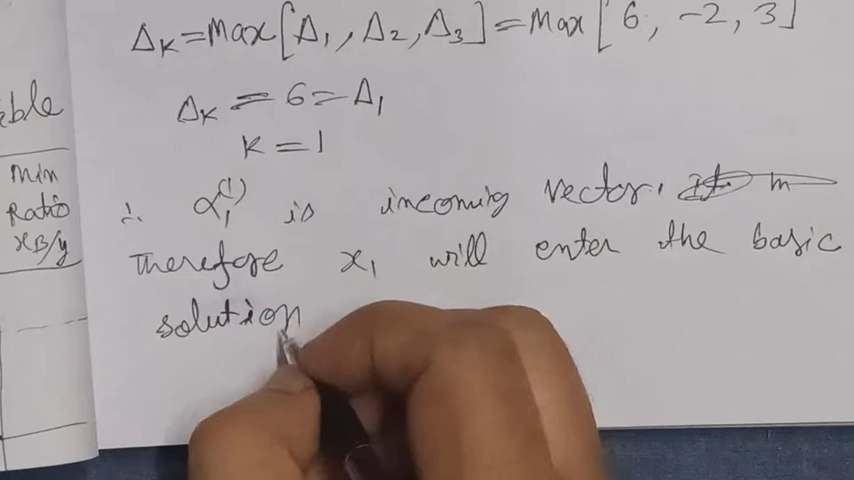 Δₖ = Max [Δ₁, Δ₂, Δ₃] = Max [6, -2, 3]
Δₖ = 6 = Δ₁
k = 1
∴ α₁⁽¹⁾ is incoming vector.
Therefore x₁ will enter the basic
solution
ble
Min
Ratio
xB/y